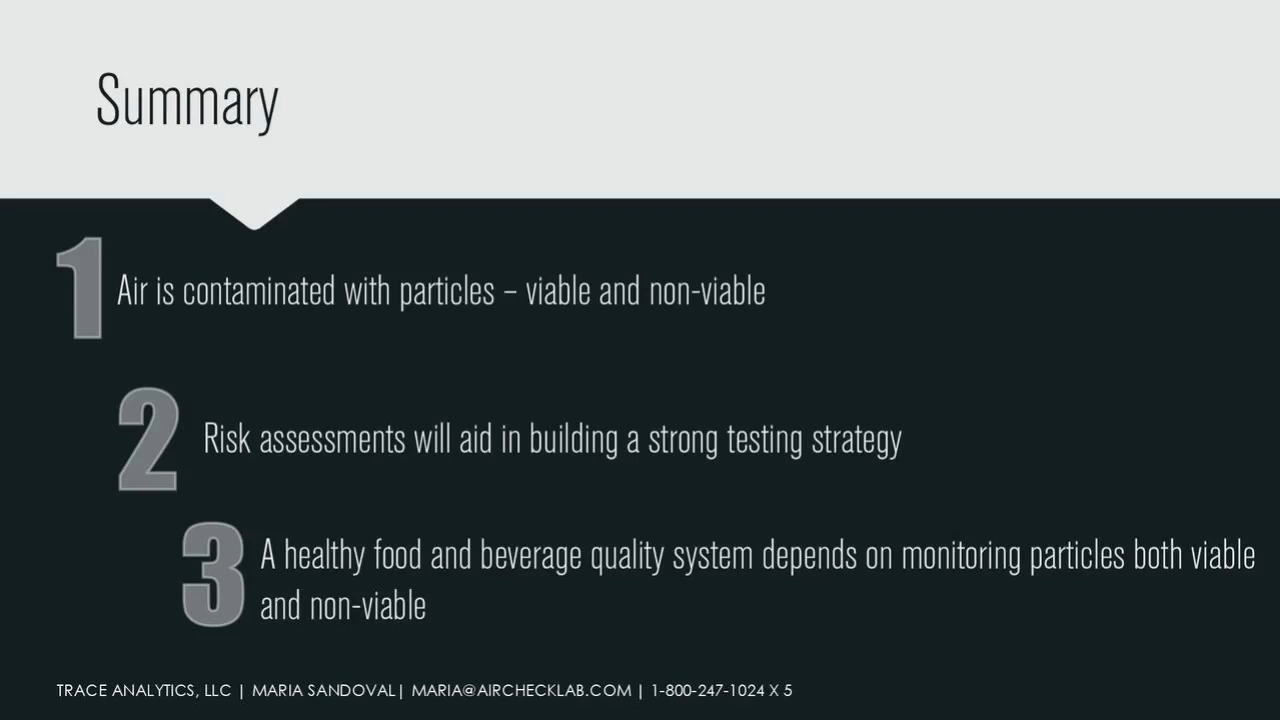 Summary
1
Air is contaminated with particles – viable and non-viable
2
Risk assessments will aid in building a strong testing strategy
3
A healthy food and beverage quality system depends on monitoring particles both viable
and non-viable
TRACE ANALYTICS, LLC | MARIA SANDOVAL| MARIA@AIRCHECKLAB.COM | 1-800-247-1024 X 5